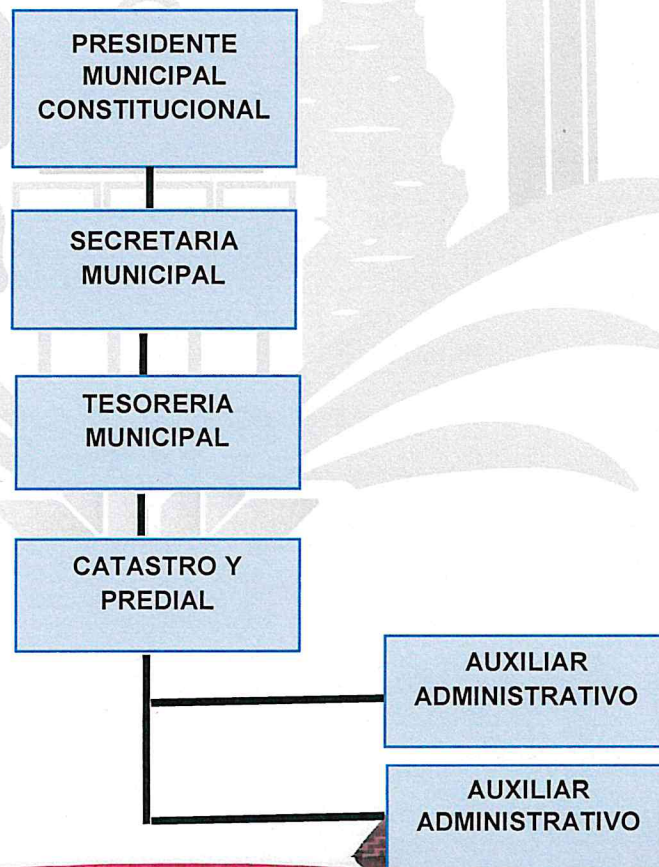 PRESIDENTE
MUNICIPAL
CONSTITUCIONAL
SECRETARIA
MUNICIPAL
TESORERIA
MUNICIPAL
CATASTRO Y
PREDIAL
AUXILIAR
ADMINISTRATIVO
AUXILIAR
ADMINISTRATIVO